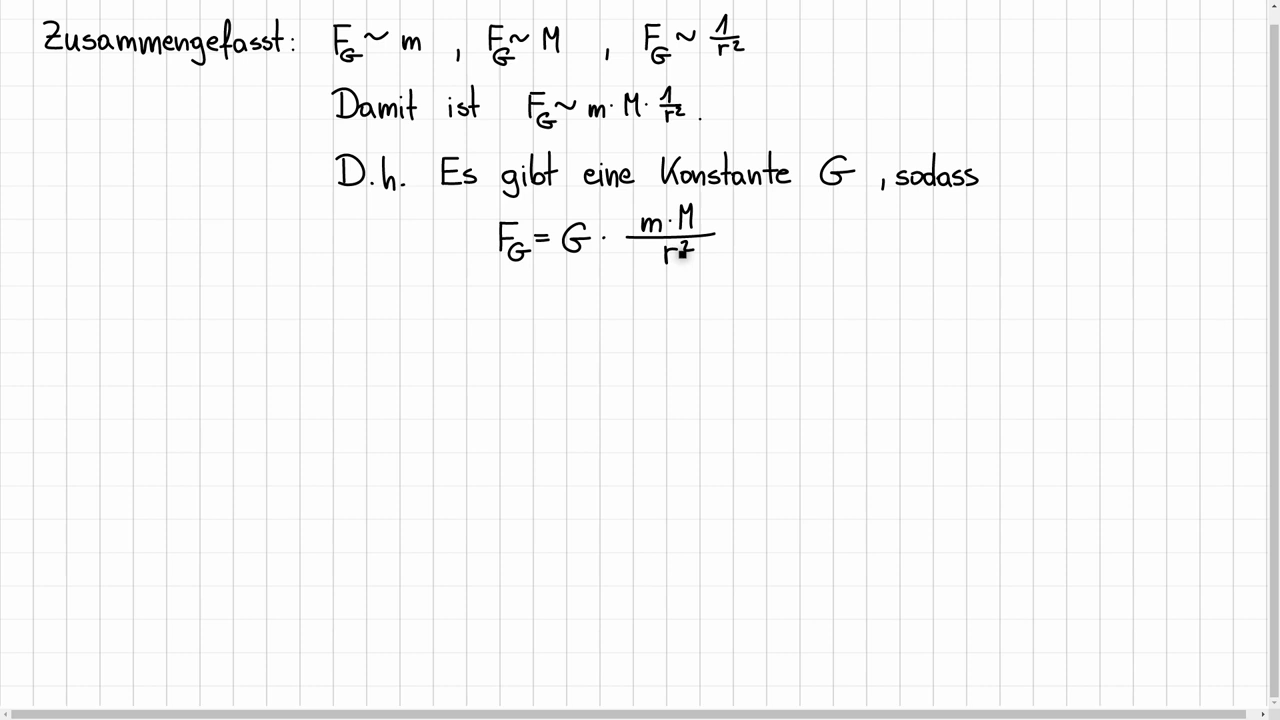 Zusammengefasst: F_G ~ m , F_G ~ M , F_G ~ 1/r²
Damit ist F_G ~ m · M · 1/r² .
D.h. Es gibt eine Konstante G , sodass
F_G = G · (m · M)/r²